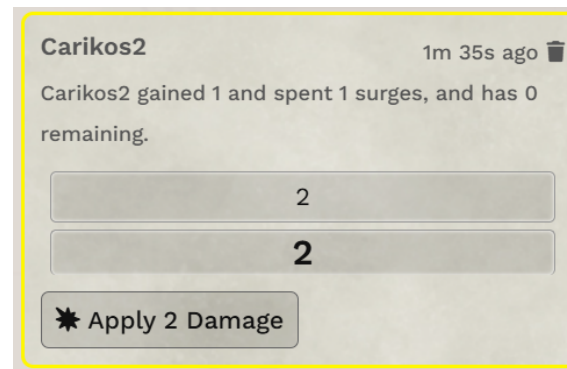 Carikos2
1m 35s ago
Carikos2 gained 1 and spent 1 surges, and has 0
remaining.
2
2
Apply 2 Damage